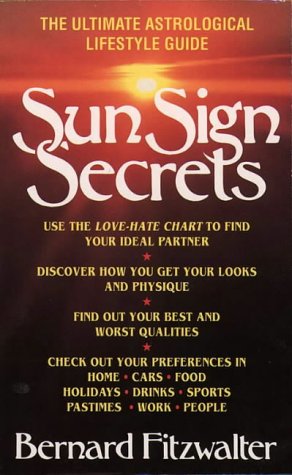 THE ULTIMATE ASTROLOGICAL
LIFESTYLE GUIDE
Sun Sign
Secrets
USE THE LOVE-HATE CHART TO FIND
YOUR IDEAL PARTNER
★
DISCOVER HOW YOU GET YOUR LOOKS
AND PHYSIQUE
★
FIND OUT YOUR BEST AND
WORST QUALITIES
★
CHECK OUT YOUR PREFERENCES IN
HOME • CARS • FOOD
HOLIDAYS • DRINKS • SPORTS
PASTIMES • WORK • PEOPLE
Bernard Fitzwalter